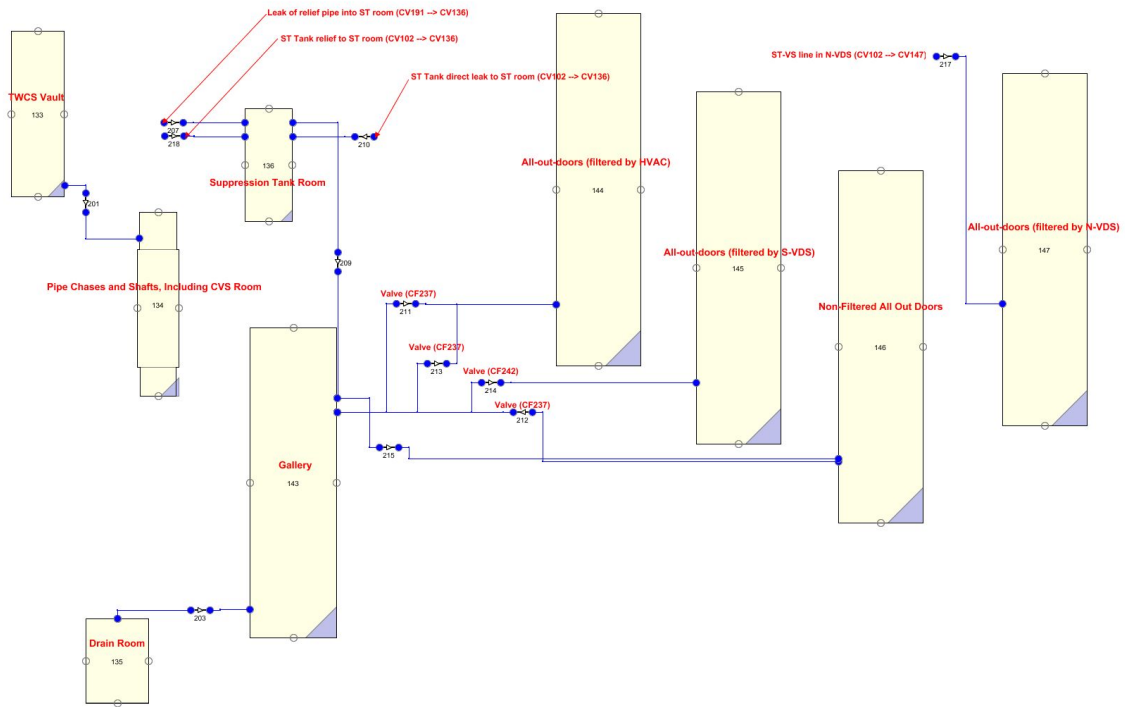 Leak of relief pipe into ST room (CV191 --> CV136)
ST Tank relief to ST room (CV102 --> CV136)
ST-VS line in N-VDS (CV102 --> CV147)
217
ST Tank direct leak to ST room (CV102 --> CV136)
TWCS Vault
133
207
218
210
136
Suppression Tank Room
All-out-doors (filtered by HVAC)
144
201
All-out-doors (filtered by S-VDS)
145
All-out-doors (filtered by N-VDS)
147
209
Pipe Chases and Shafts, Including CVS Room
134
Valve (CF237)
211
Non-Filtered All Out Doors
146
Valve (CF237)
213
Valve (CF242)
214
Valve (CF237)
212
215
Gallery
143
203
Drain Room
135